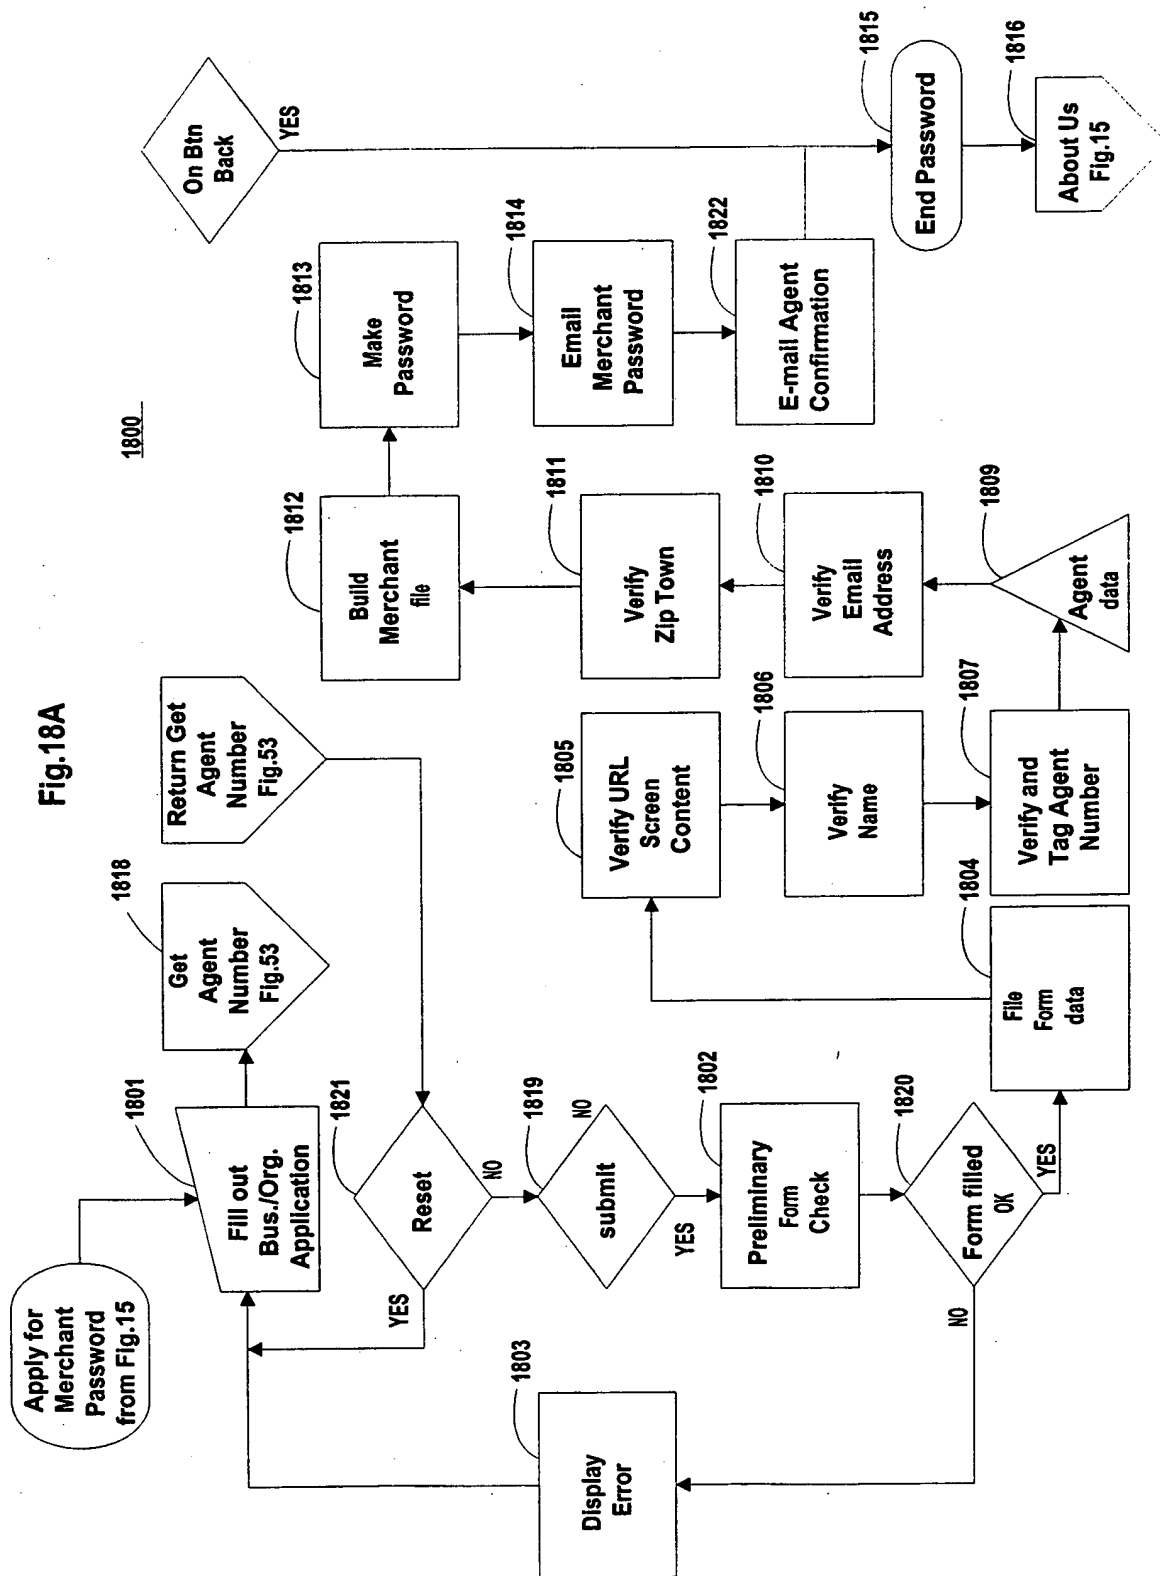 Fig.18A
1800
Apply for
Merchant
Password
from Fig.15
1801
Fill out
Bus./Org.
Application
1818
Get
Agent
Number
Fig.53
Return Get
Agent
Number
Fig.53
1821
Reset
YES
NO
1819
submit
NO
YES
1802
Preliminary
Form
Check
1820
Form filled
OK
NO
YES
1803
Display
Error
1804
File
Form
data
1805
Verify URL
Screen
Content
1806
Verify
Name
1807
Verify and
Tag Agent
Number
1809
Agent
data
1810
Verify
Email
Address
1811
Verify
Zip Town
1812
Build
Merchant
file
1813
Make
Password
1814
Email
Merchant
Password
1822
E-mail Agent
Confirmation
On Btn
Back
YES
1815
End Password
1816
About Us
Fig.15